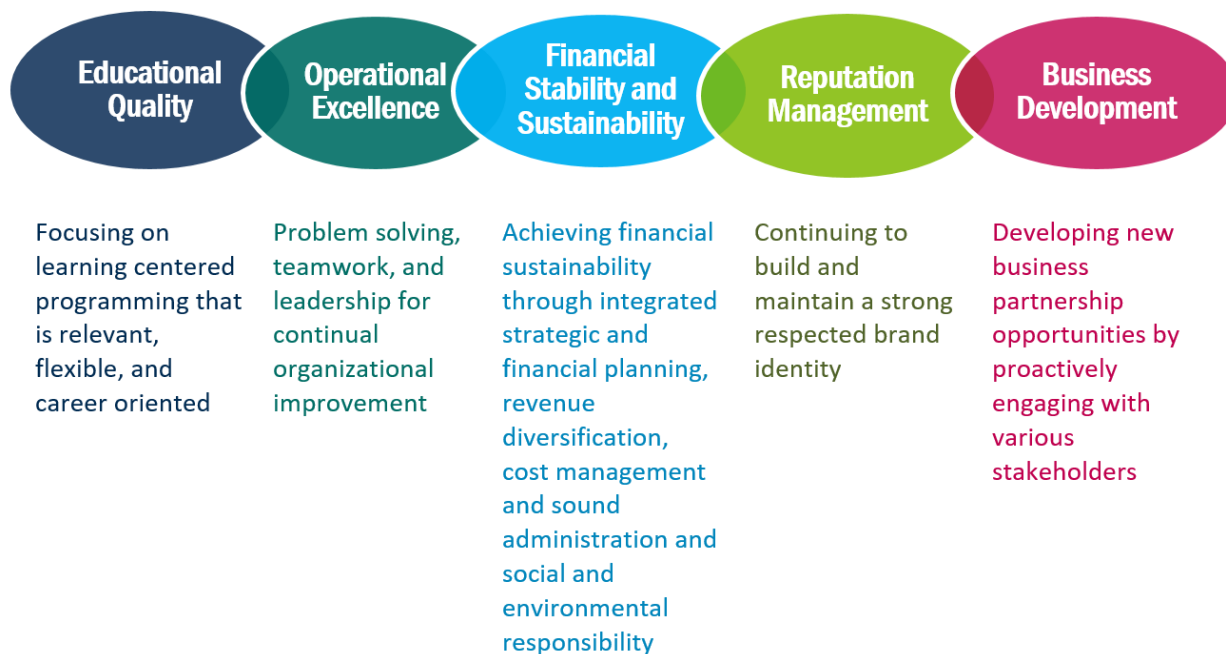 Educational
Quality
Operational
Excellence
Financial
Stability and
Sustainability
Reputation
Management
Business
Development
Focusing on
learning centered
programming that
is relevant,
flexible, and
career oriented
Problem solving,
teamwork, and
leadership for
continual
organizational
improvement
Achieving financial
sustainability
through integrated
strategic and
financial planning,
revenue
diversification,
cost management
and sound
administration and
social and
environmental
responsibility
Continuing to
build and
maintain a strong
respected brand
identity
Developing new
business
partnership
opportunities by
proactively
engaging with
various
stakeholders